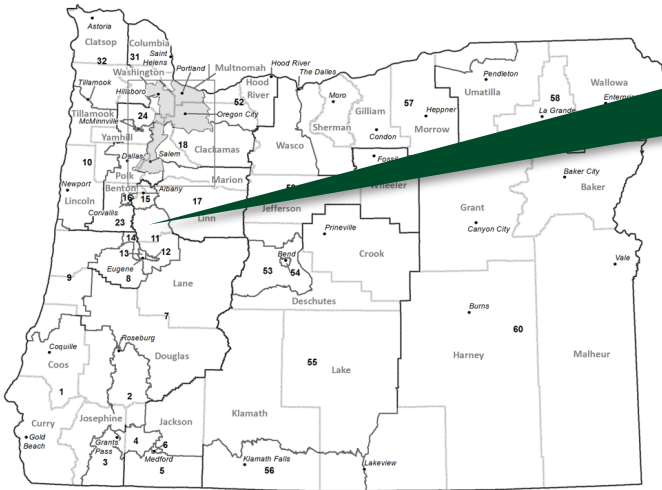 Astoria
Clatsop
Columbia
31
Saint
Helens
32
Portland
Multnomah
Hood River
The Dalles
Washington
Hillsboro
Tillamook
Hood
River
52
Oregon City
Tillamook
24
McMinnville
Yamhill
18
Clackamas
Moro
Sherman
Gilliam
Condon
57
Heppner
Morrow
Pendleton
Umatilla
58
La Grande
Wallowa
Wasco
Fossil
Wheeler
Baker City
Baker
10
Dallas
Salem
Polk
Marion
Newport
Lincoln
Benton
Albany
16
15
17
Linn
Corvallis
23
Jefferson
Grant
Canyon City
14
11
13
12
Eugene
8
9
Lane
Prineville
Crook
Bend
53
54
Deschutes
Vale
7
Roseburg
Douglas
Coquille
Coos
1
2
55
Lake
Burns
Harney
60
Malheur
Curry
Gold
Beach
Josephine
Grants
Pass
3
4
Jackson
6
Medford
5
Klamath
Klamath Falls
56
Lakeview